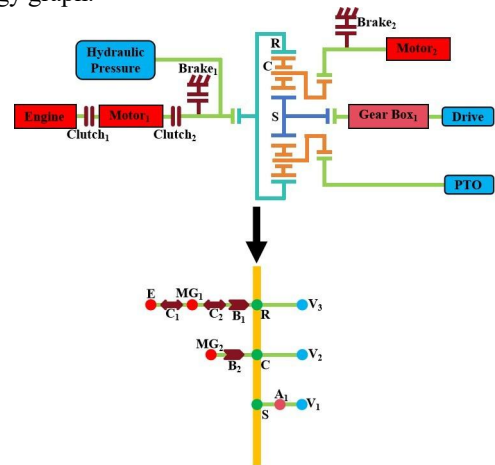 gy graph.
Brake₂
Hydraulic
Pressure
R
Motor₂
Brake₁
C
Engine
Motor₁
S
Gear Box₁
Drive
Clutch₁
Clutch₂
PTO
E
MG₁
C₁
C₂
B₁
R
V₃
MG₂
B₂
C
V₂
A₁
S
V₁